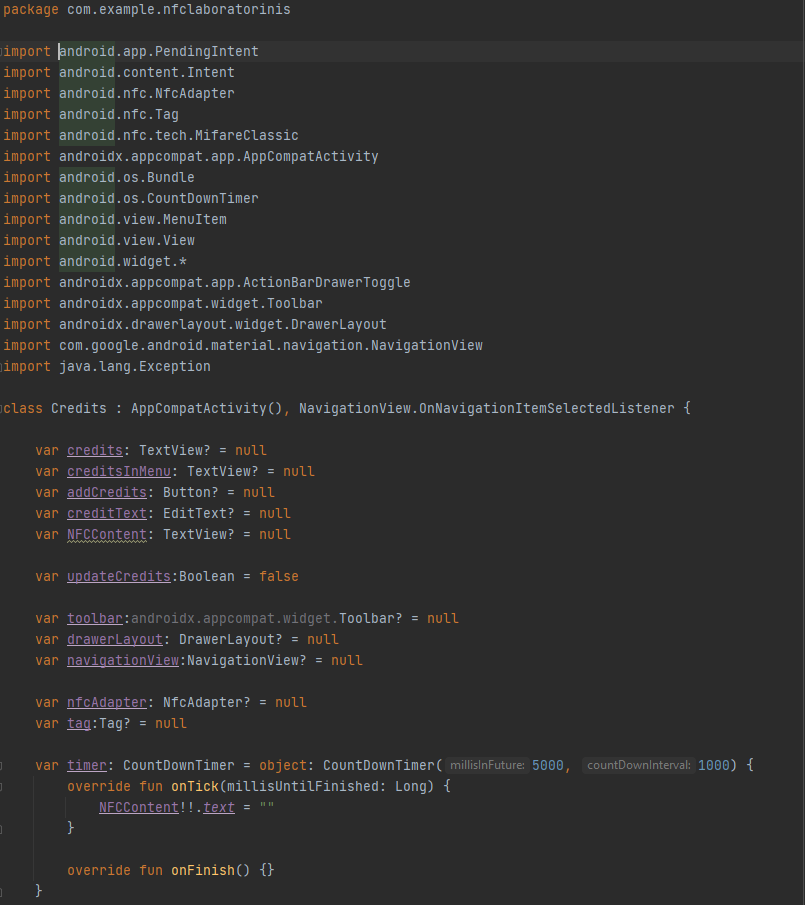 package com.example.nfclaboratorinis
import android.app.PendingIntent
import android.content.Intent
import android.nfc.NfcAdapter
import android.nfc.Tag
import android.nfc.tech.MifareClassic
import androidx.appcompat.app.AppCompatActivity
import android.os.Bundle
import android.os.CountDownTimer
import android.view.MenuItem
import android.view.View
import android.widget.*
import androidx.appcompat.app.ActionBarDrawerToggle
import androidx.appcompat.widget.Toolbar
import androidx.drawerlayout.widget.DrawerLayout
import com.google.android.material.navigation.NavigationView
import java.lang.Exception
class Credits : AppCompatActivity(), NavigationView.OnNavigationItemSelectedListener {
    var credits: TextView? = null
    var creditsInMenu: TextView? = null
    var addCredits: Button? = null
    var creditText: EditText? = null
    var NFCContent: TextView? = null
    var updateCredits:Boolean = false
    var toolbar:androidx.appcompat.widget.Toolbar? = null
    var drawerLayout: DrawerLayout? = null
    var navigationView:NavigationView? = null
    var nfcAdapter: NfcAdapter? = null
    var tag:Tag? = null
    var timer: CountDownTimer = object: CountDownTimer( millisInFuture: 5000, countDownInterval: 1000) {
        override fun onTick(millisUntilFinished: Long) {
            NFCContent!!.text = ""
        }
        override fun onFinish() {}
    }